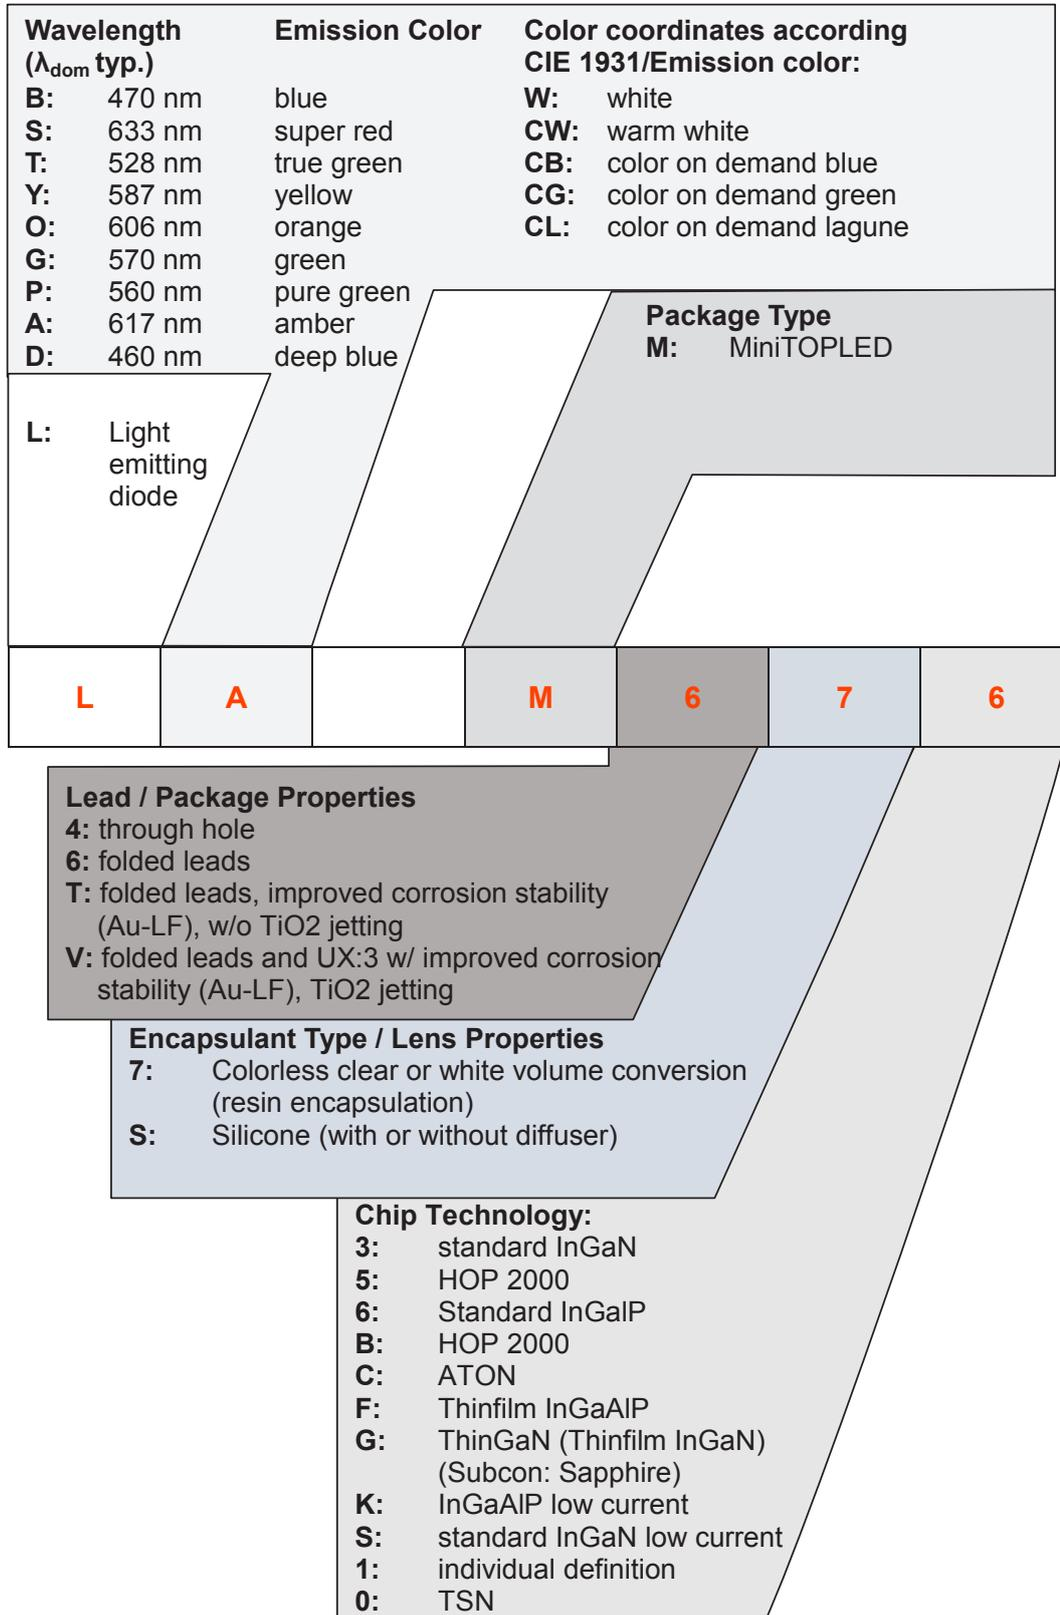 Wavelength Emission Color Color coordinates according
(λdom typ.) CIE 1931/Emission color:
B: 470 nm blue W: white
S: 633 nm super red CW: warm white
T: 528 nm true green CB: color on demand blue
Y: 587 nm yellow CG: color on demand green
O: 606 nm orange CL: color on demand lagune
G: 570 nm green
P: 560 nm pure green
A: 617 nm amber
D: 460 nm deep blue
Package Type
M: MiniTOPLED
L: Light
emitting
diode
L A M 6 7 6
Lead / Package Properties
4: through hole
6: folded leads
T: folded leads, improved corrosion stability
(Au-LF), w/o TiO2 jetting
V: folded leads and UX:3 w/ improved corrosion
stability (Au-LF), TiO2 jetting
Encapsulant Type / Lens Properties
7: Colorless clear or white volume conversion
(resin encapsulation)
S: Silicone (with or without diffuser)
Chip Technology:
3: standard InGaN
5: HOP 2000
6: Standard InGalP
B: HOP 2000
C: ATON
F: Thinfilm InGaAlP
G: ThinGaN (Thinfilm InGaN)
(Subcon: Sapphire)
K: InGaAlP low current
S: standard InGaN low current
1: individual definition
0: TSN